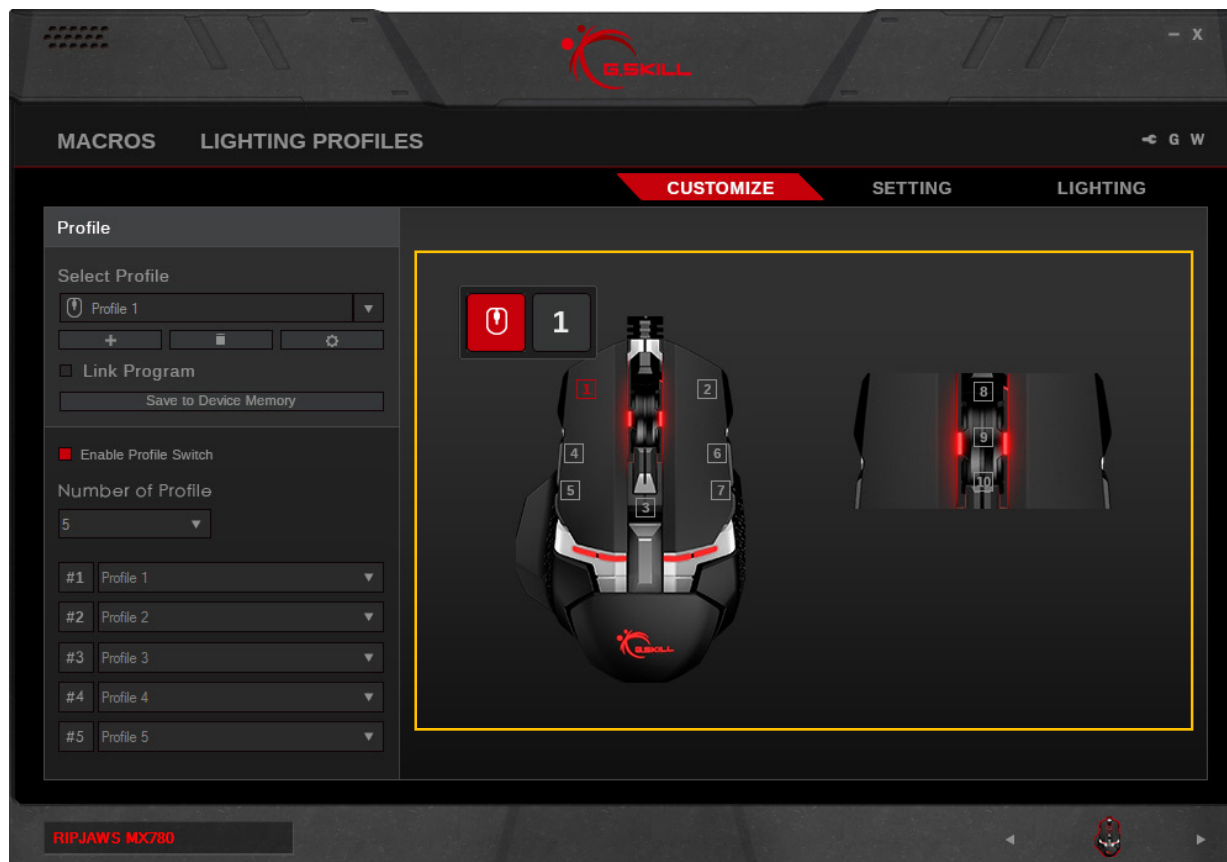 G.SKILL
– X
MACROS LIGHTING PROFILES
G W
CUSTOMIZE SETTING LIGHTING
Profile
Select Profile
Profile 1
Link Program
Save to Device Memory
Enable Profile Switch
Number of Profile
5
#1 Profile 1
#2 Profile 2
#3 Profile 3
#4 Profile 4
#5 Profile 5
1
1
2
4
6
5
7
3
G.SKILL
8
9
10
RIPJAWS MX780